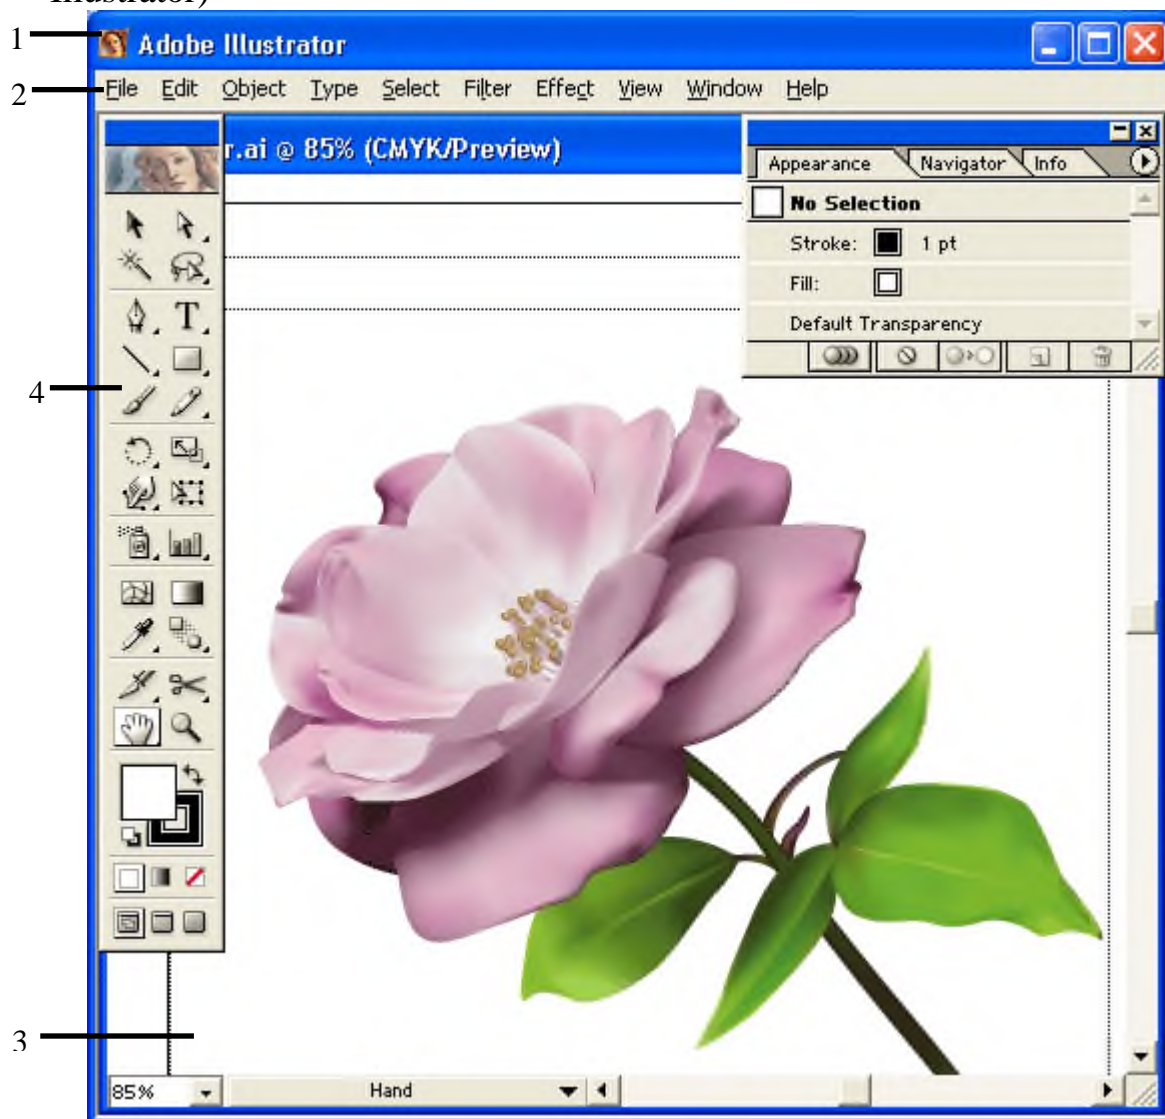 Illustrator)
1
Adobe Illustrator
2
File Edit Object Type Select Filter Effect View Window Help
r.ai @ 85% (CMYK/Preview)
Appearance Navigator Info
No Selection
Stroke: 1 pt
Fill:
Default Transparency
T
4
3
85% Hand